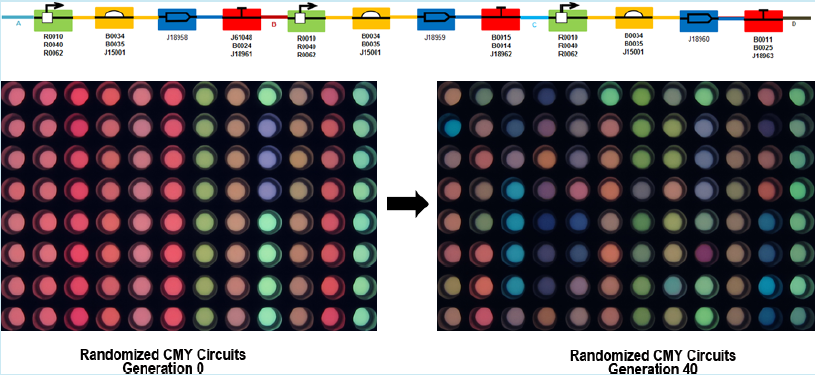 A
R0010
R0040
R0062
B0034
B0035
J15001
J18958
J61048
B0024
J18961
D
R0010
R0040
R0062
B0034
B0035
J15001
J18959
B0015
B0014
J18962
C
R0010
R0040
R0062
B0034
B0035
J15001
J18960
B0011
B0025
J18963
D
Randomized CMY Circuits
Generation 0
Randomized CMY Circuits
Generation 40